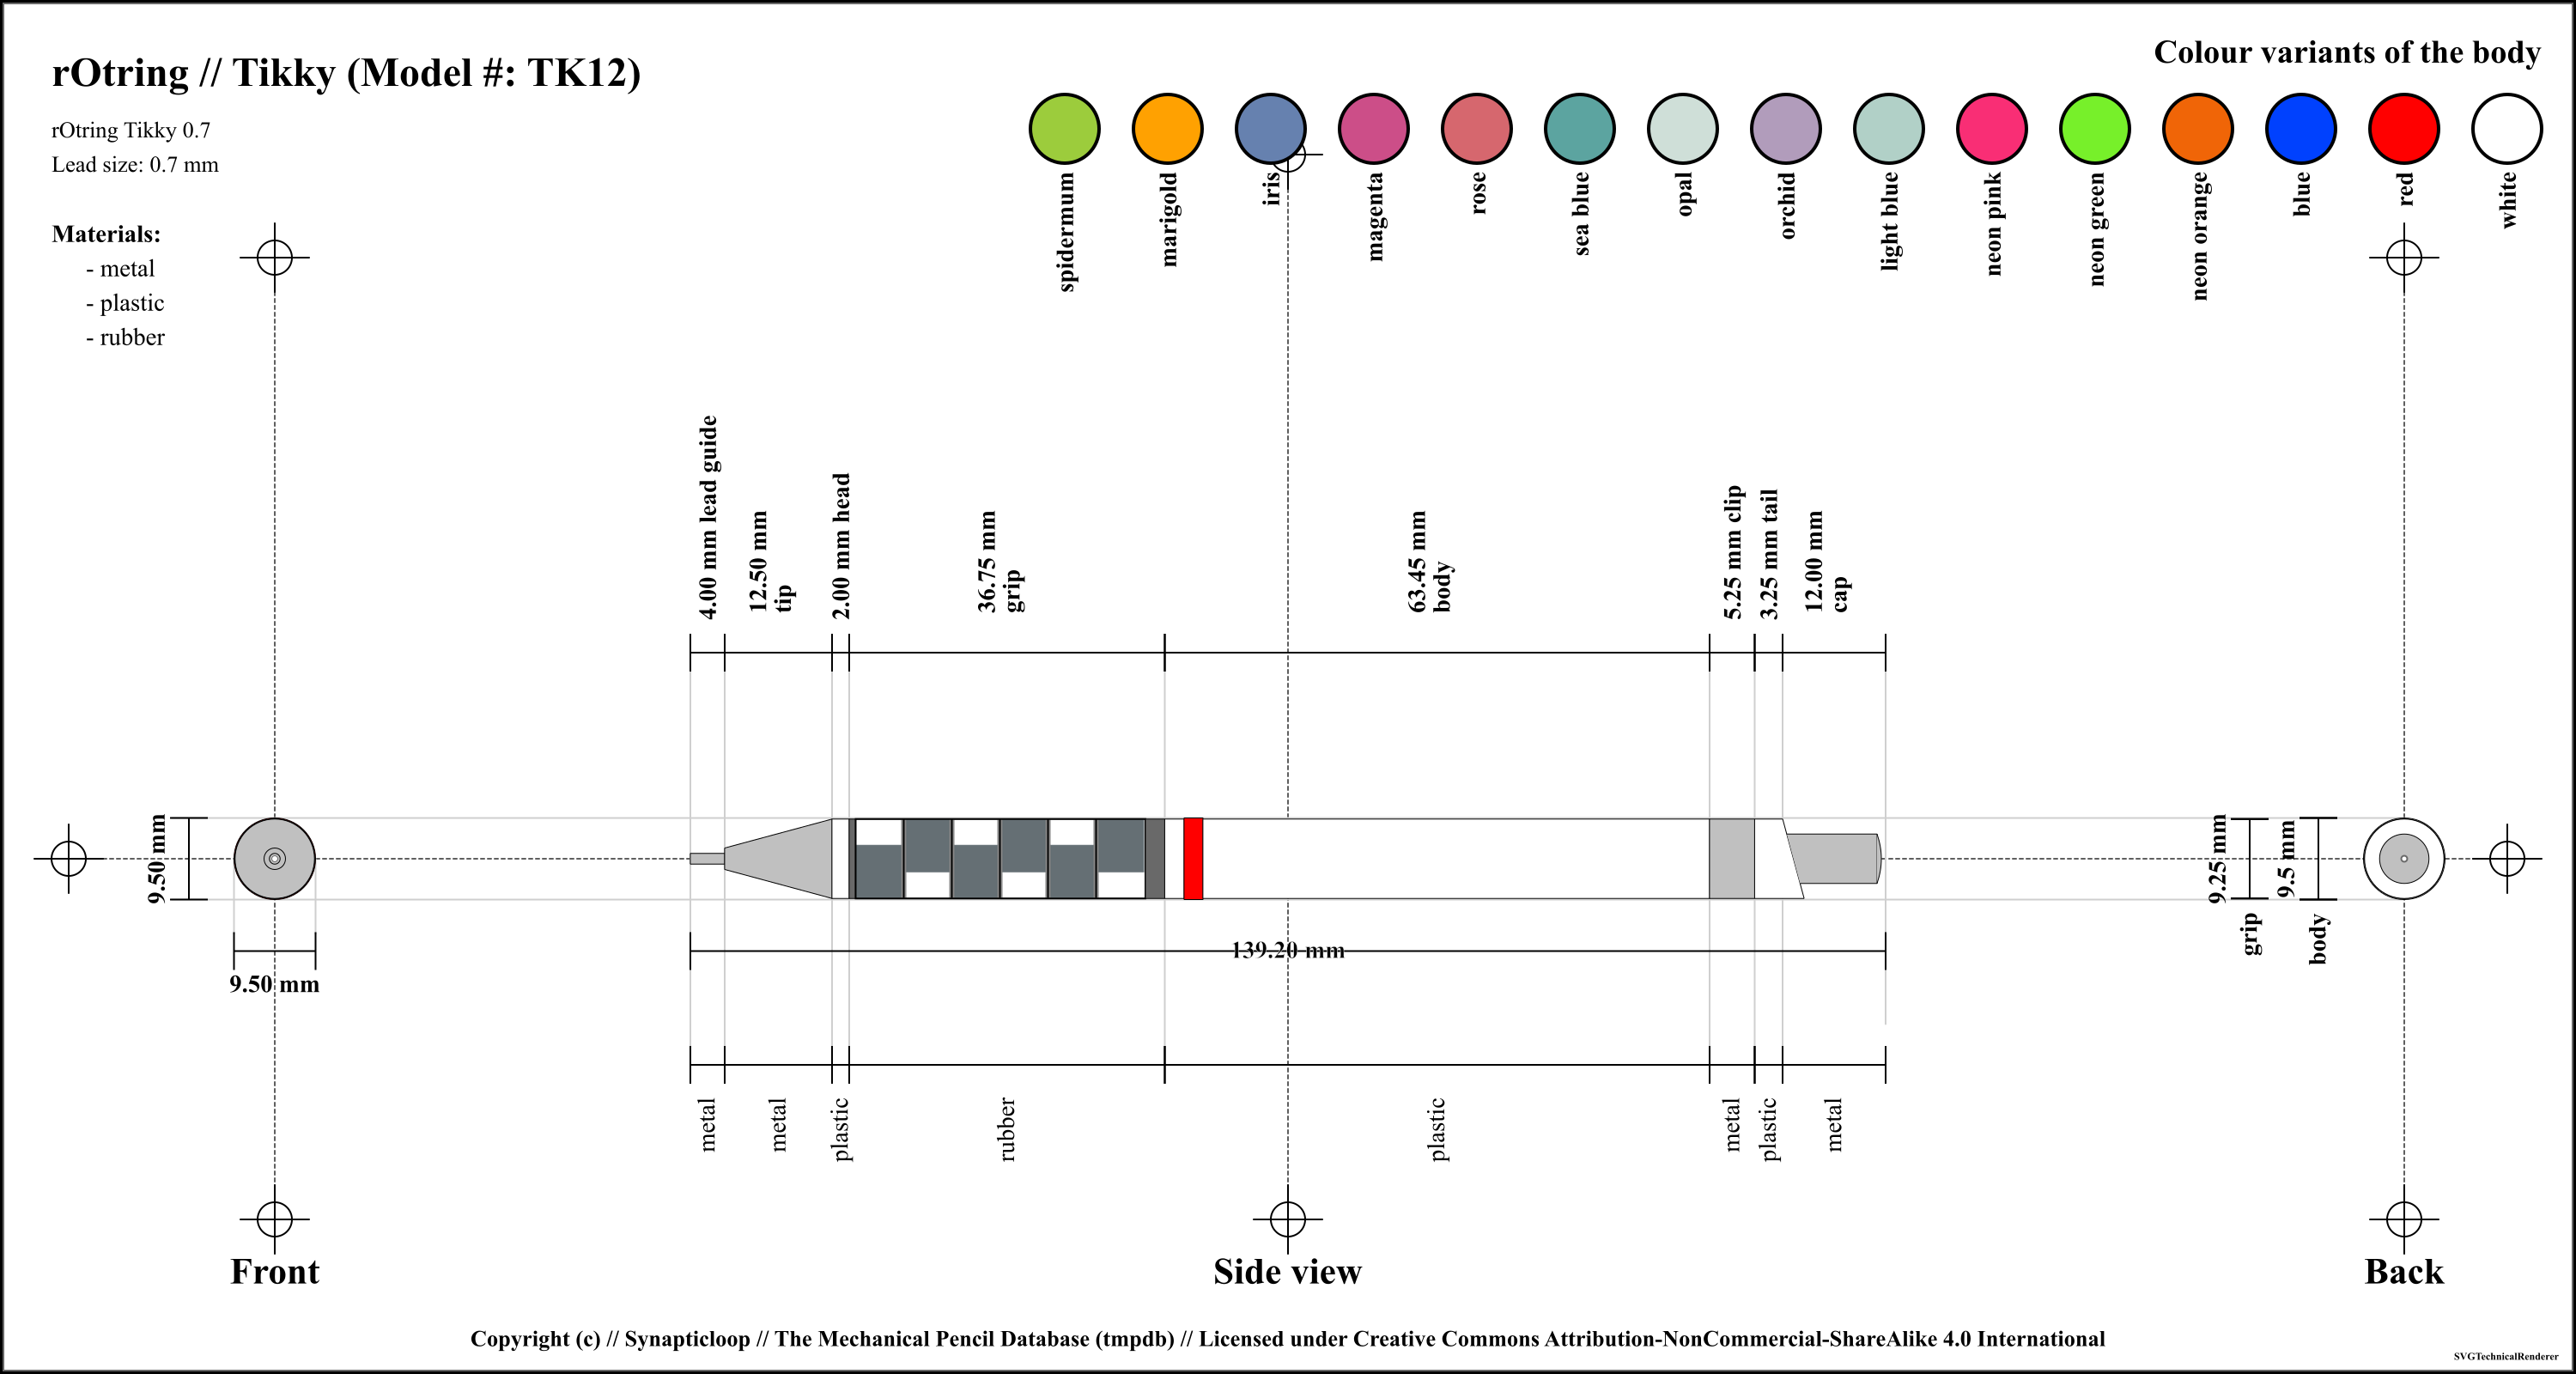 rOtring // Tikky (Model #: TK12)
Colour variants of the body
rOtring Tikky 0.7
Lead size: 0.7 mm
Materials:
- metal
- plastic
- rubber
spidermum
marigold
iris
magenta
rose
sea blue
opal
orchid
light blue
neon pink
neon green
neon orange
blue
red
white
4.00 mm lead guide
12.50 mm
tip
2.00 mm head
36.75 mm
grip
63.45 mm
body
5.25 mm clip
3.25 mm tail
12.00 mm
cap
9.50 mm
9.50 mm
139.20 mm
9.25 mm
grip
9.5 mm
body
metal
metal
plastic
rubber
plastic
metal
plastic
metal
Front
Side view
Back
Copyright (c) // Synapticloop // The Mechanical Pencil Database (tmpdb) // Licensed under Creative Commons Attribution-NonCommercial-ShareAlike 4.0 International
SVGTechnicalRenderer